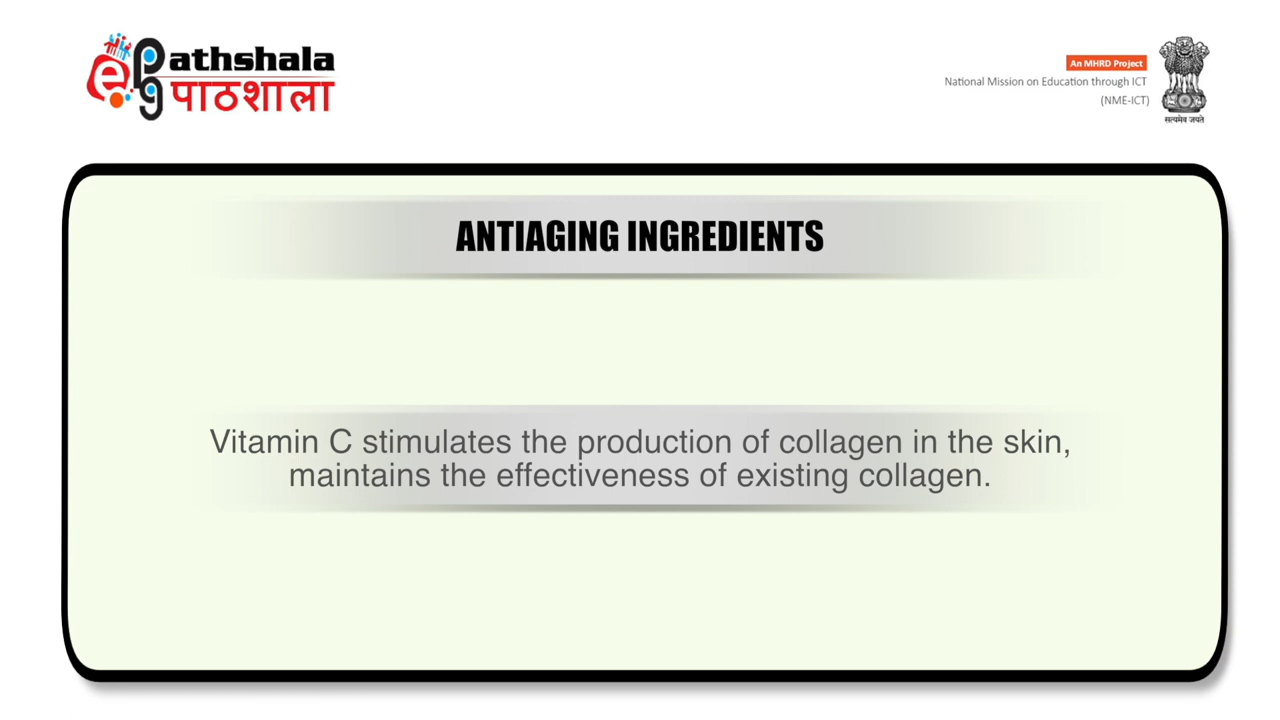 e pg Pathshala
पाठशाला
An MHRD Project
National Mission on Education through ICT
(NME-ICT)
सत्यमेव जयते
ANTIAGING INGREDIENTS
Vitamin C stimulates the production of collagen in the skin,
maintains the effectiveness of existing collagen.